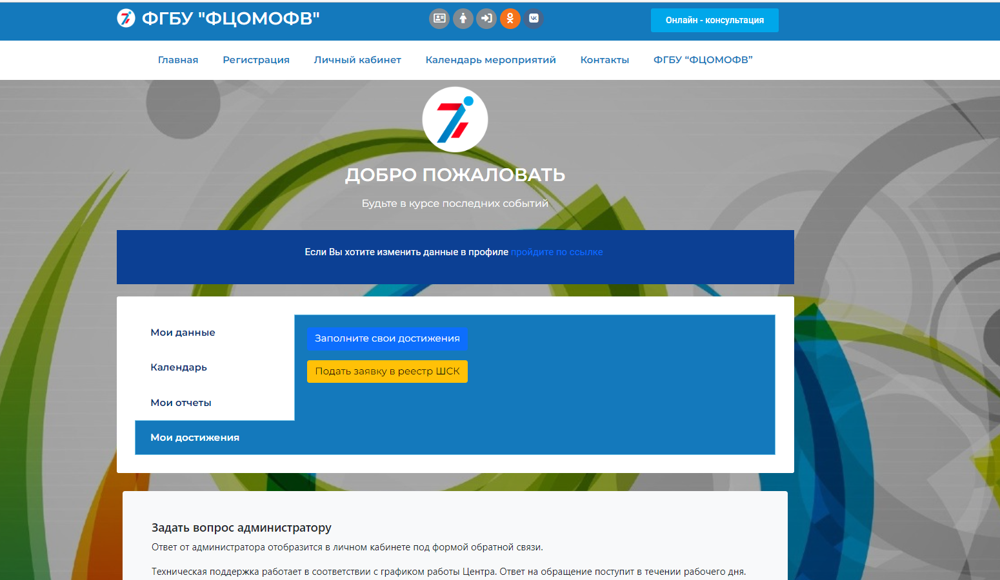 ФГБУ "ФЦОМОФВ"
Онлайн - консультация
Главная
Регистрация
Личный кабинет
Календарь мероприятий
Контакты
ФГБУ “ФЦОМОФВ”
ДОБРО ПОЖАЛОВАТЬ
Будьте в курсе последних событий
Если Вы хотите изменить данные в профиле пройдите по ссылке
Мои данные
Календарь
Мои отчеты
Мои достижения
Заполните свои достижения
Подать заявку в реестр ШСК
Задать вопрос администратору
Ответ от администратора отобразится в личном кабинете под формой обратной связи.
Техническая поддержка работает в соответствии с графиком работы Центра. Ответ на обращение поступит в течении рабочего дня.